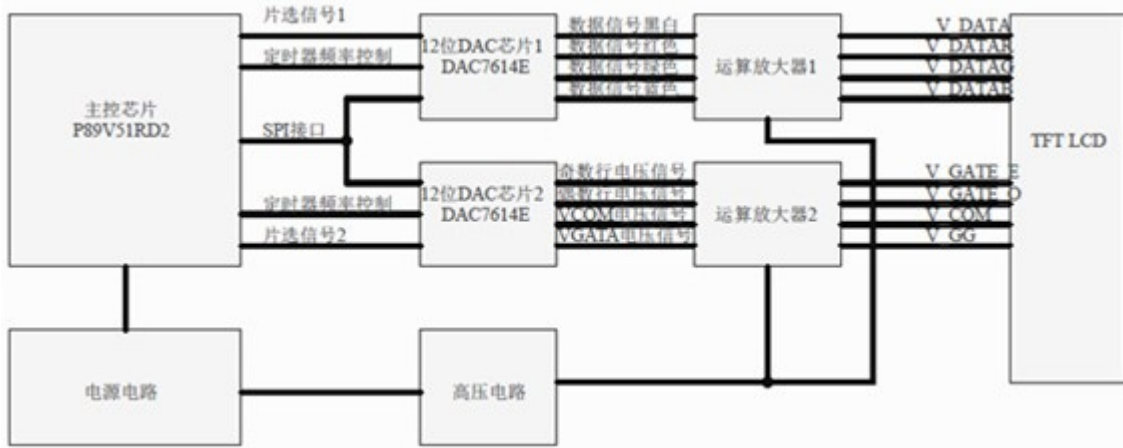 片选信号1
定时器频率控制
主控芯片
P89V51RD2
SPI接口
定时器频率控制
片选信号2
12位DAC芯片1
DAC7614E
12位DAC芯片2
DAC7614E
数据信号黑白
数据信号红色
数据信号绿色
数据信号蓝色
奇数行电压信号
偶数行电压信号
VCOM电压信号
VGATA电压信号
运算放大器1
运算放大器2
V_DATA
V_DATAR
V_DATAG
V_DATAB
V_GATE_E
V_GATE_O
V_COM
V_GG
TFT LCD
电源电路
高压电路